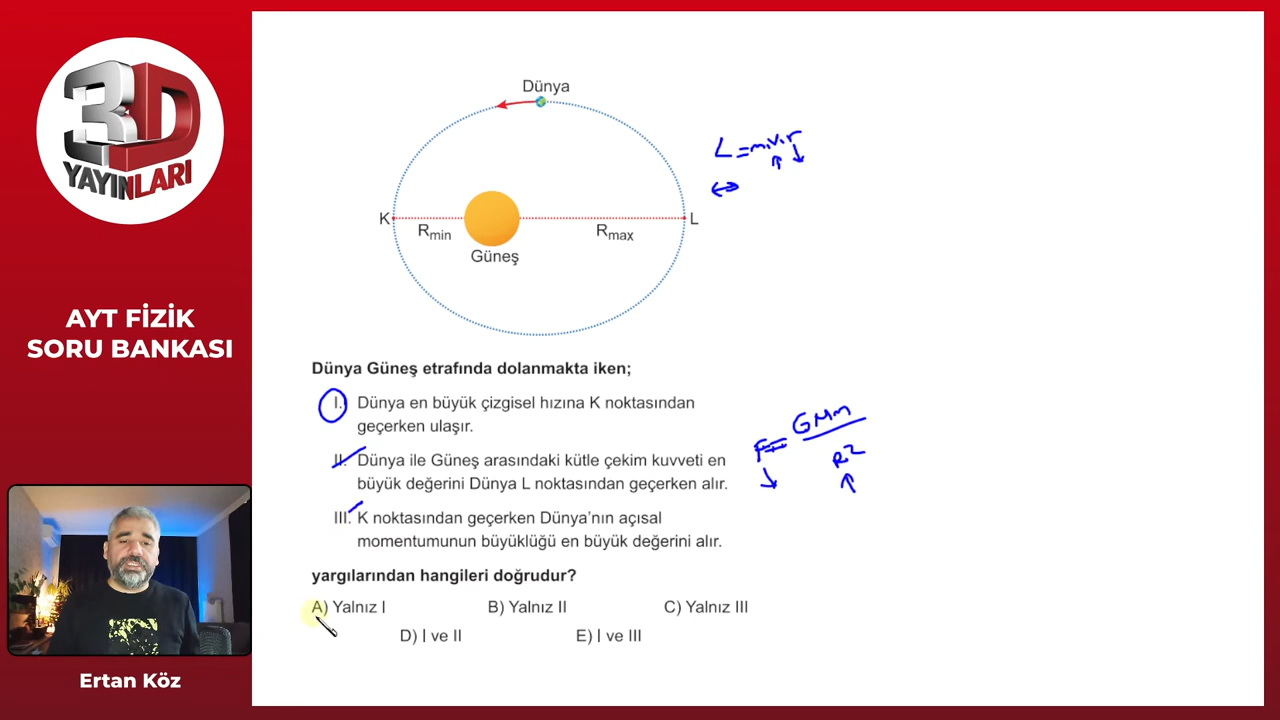 3D
YAYINLARI
AYT FİZİK
SORU BANKASI
Ertan Köz
Dünya
K
R min
Güneş
R max
L
L = m.v.r
Dünya Güneş etrafında dolanmakta iken;
I. Dünya en büyük çizgisel hızına K noktasından
geçerken ulaşır.
II. Dünya ile Güneş arasındaki kütle çekim kuvveti en
büyük değerini Dünya L noktasından geçerken alır.
III. K noktasından geçerken Dünya'nın açısal
momentumunun büyüklüğü en büyük değerini alır.
F = GMm
R2
yargılarından hangileri doğrudur?
A) Yalnız I B) Yalnız II C) Yalnız III
D) I ve II E) I ve III